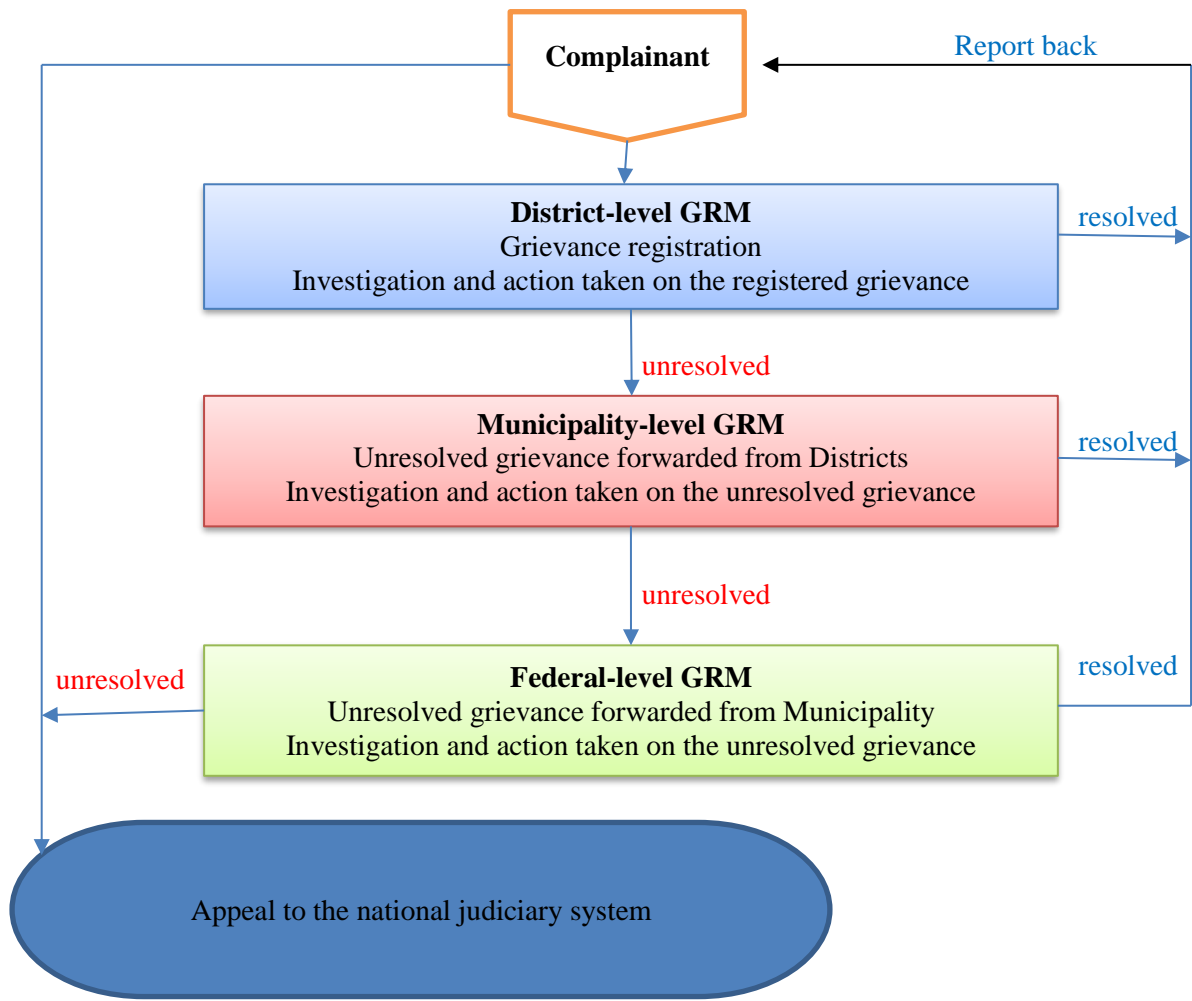 Complainant
Report back
District-level GRM
Grievance registration
Investigation and action taken on the registered grievance
resolved
unresolved
Municipality-level GRM
Unresolved grievance forwarded from Districts
Investigation and action taken on the unresolved grievance
resolved
unresolved
Federal-level GRM
Unresolved grievance forwarded from Municipality
Investigation and action taken on the unresolved grievance
resolved
unresolved
Appeal to the national judiciary system